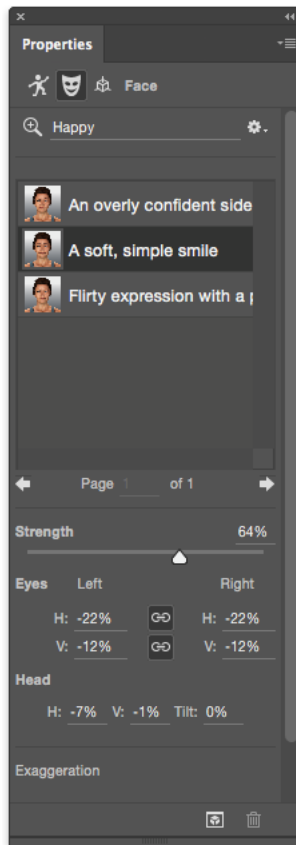 Properties
Face
Happy
An overly confident side
A soft, simple smile
Flirty expression with a
Page 1 of 1
Strength 64%
Eyes Left Right
H: -22% H: -22%
V: -12% V: -12%
Head
H: -7% V: -1% Tilt: 0%
Exaggeration